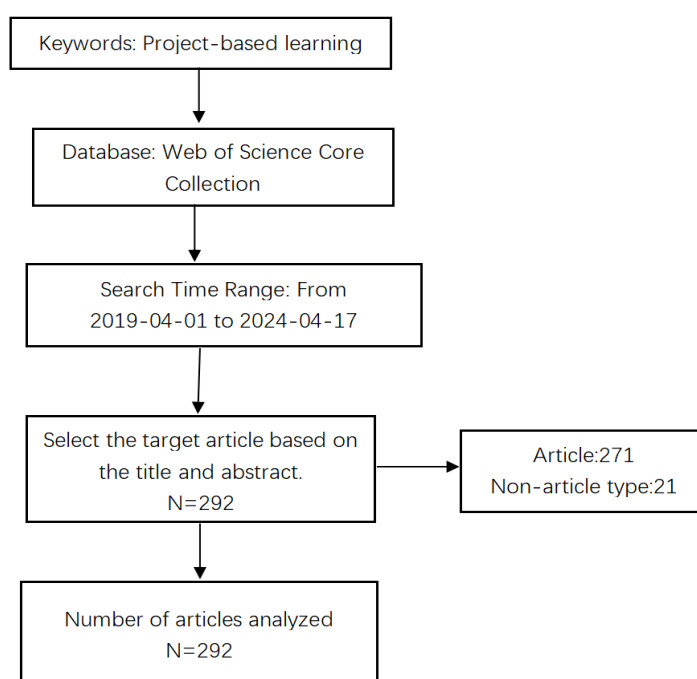 Keywords: Project-based learning
Database: Web of Science Core
Collection
Search Time Range: From
2019-04-01 to 2024-04-17
Select the target article based on
the title and abstract.
N=292
Article:271
Non-article type:21
Number of articles analyzed
N=292